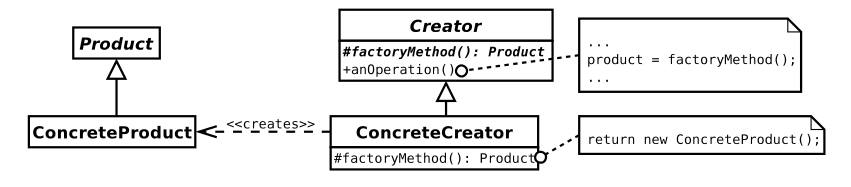 Product
ConcreteProduct
<<creates>>
Creator
#factoryMethod(): Product
+anOperation()
ConcreteCreator
#factoryMethod(): Product
...
product = factoryMethod();
...
return new ConcreteProduct();